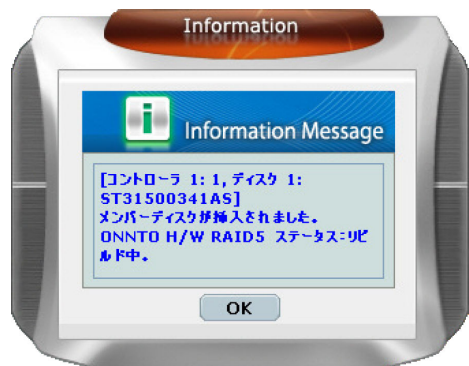 Information
Information Message
[コントローラ 1: 1, ディスク 1:
ST31500341AS]
メンバーディスクが挿入されました。
ONNTO H/W RAID5 ステータス:リビ
ルド中。
OK